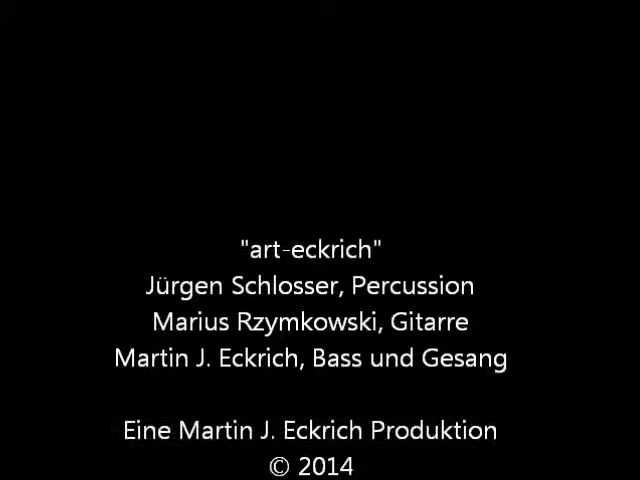 "art-eckrich"
Jürgen Schlosser, Percussion
Marius Rzymkowski, Gitarre
Martin J. Eckrich, Bass und Gesang
Eine Martin J. Eckrich Produktion
© 2014